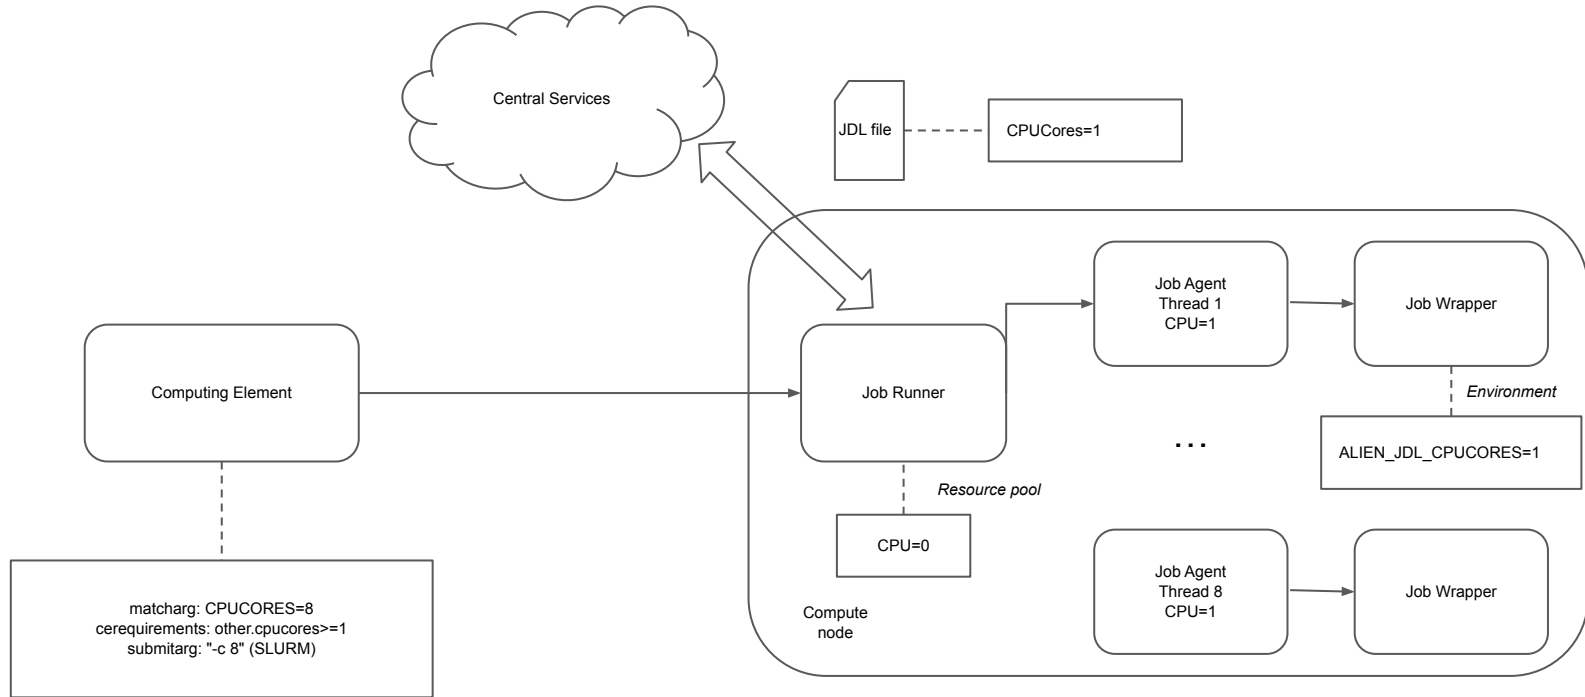 Central Services
JDL file
CPUCores=1
Job Agent
Thread 1
CPU=1
Job Wrapper
Computing Element
Job Runner
Environment
...
ALIEN_JDL_CPUCORES=1
Resource pool
CPU=0
matcharg: CPUCORES=8
cerequirements: other.cpucores>=1
submitarg: "-c 8" (SLURM)
Compute
node
Job Agent
Thread 8
CPU=1
Job Wrapper